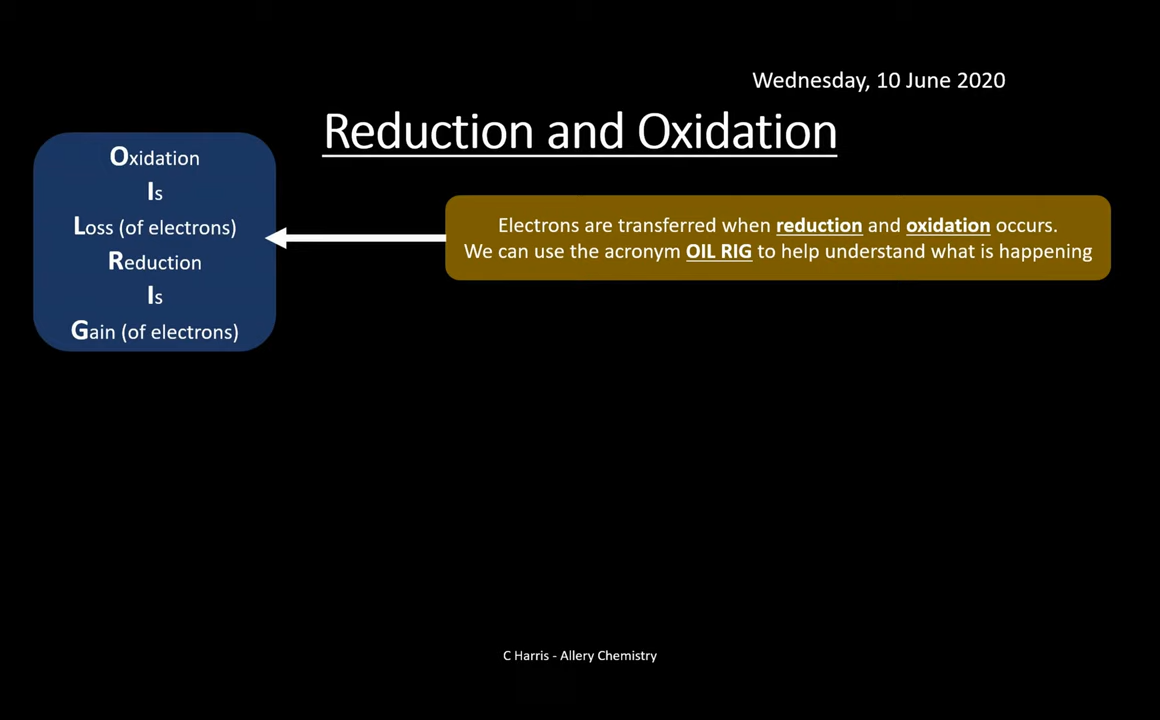 Wednesday, 10 June 2020
Reduction and Oxidation
Oxidation
Is
Loss (of electrons)
Reduction
Is
Gain (of electrons)
Electrons are transferred when reduction and oxidation occurs.
We can use the acronym OIL RIG to help understand what is happening
C Harris - Allery Chemistry